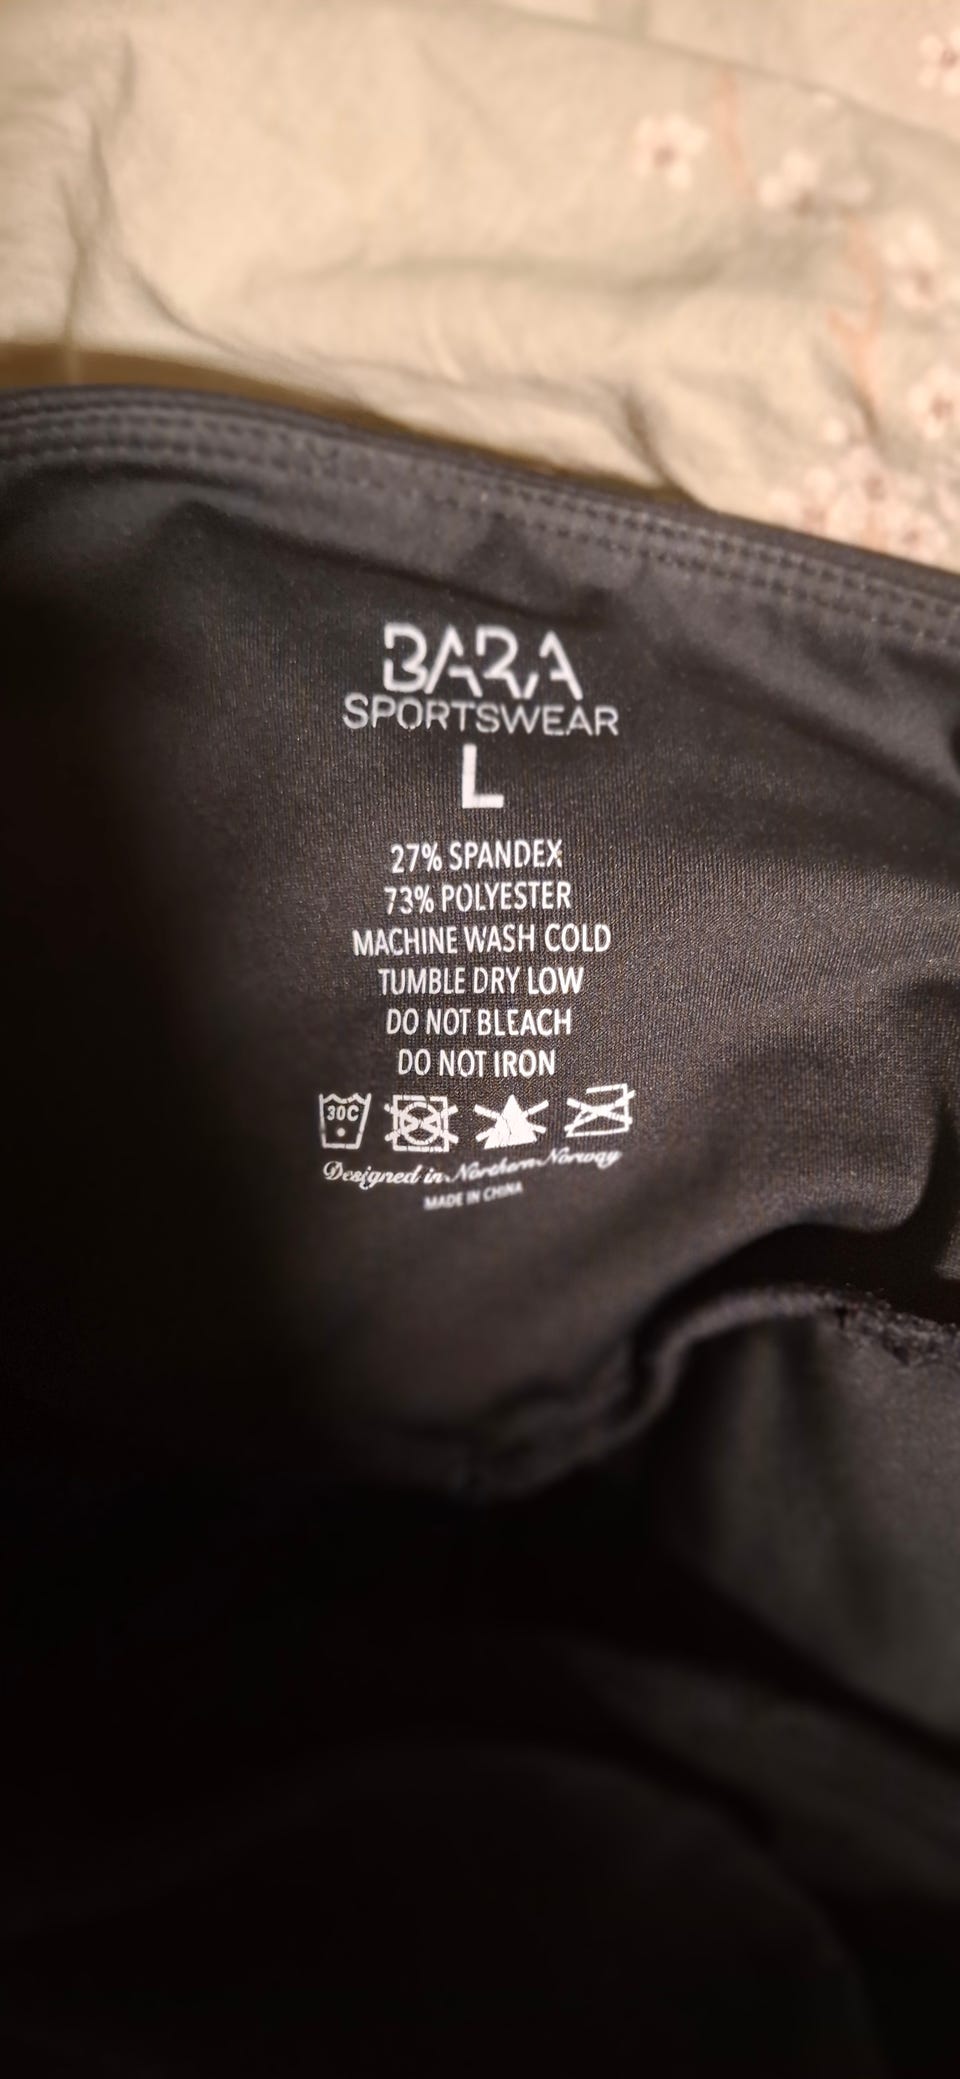 BARA
SPORTSWEAR
L
27% SPANDEX
73% POLYESTER
MACHINE WASH COLD
TUMBLE DRY LOW
DO NOT BLEACH
DO NOT IRON
30C
Designed in Northern Norway
MADE IN CHINA